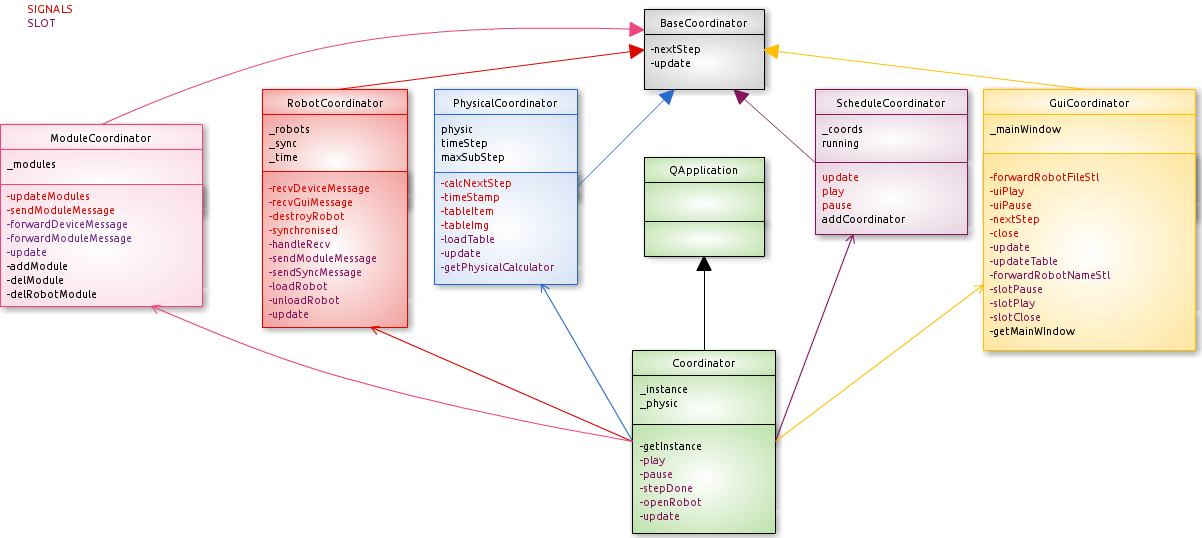 SIGNALS
SLOT
BaseCoordinator
-nextStep
-update
ModuleCoordinator
_modules
-updateModules
-sendModuleMessage
-forwardDeviceMessage
-forwardModuleMessage
-update
-addModule
-delModule
-delRobotModule
RobotCoordinator
_robots
_sync
_time
-recvDeviceMessage
-recvGuiMessage
-destroyRobot
-synchronised
-handleRecv
-sendModuleMessage
-sendSyncMessage
-loadRobot
-unloadRobot
-update
PhysicalCoordinator
physic
timeStep
maxSubStep
-calcNextStep
-timeStamp
-tableItem
-tableImg
-loadTable
-update
-getPhysicalCalculator
QApplication
ScheduleCoordinator
_coords
running
update
play
pause
addCoordinator
GuiCoordinator
_mainWindow
-forwardRobotFileStl
-uiPlay
-uiPause
-nextStep
-close
-update
-updateTable
-forwardRobotNameStl
-slotPause
-slotPlay
-slotClose
-getMainWIndow
Coordinator
_instance
_physic
-getInstance
-play
-pause
-stepDone
-openRobot
-update